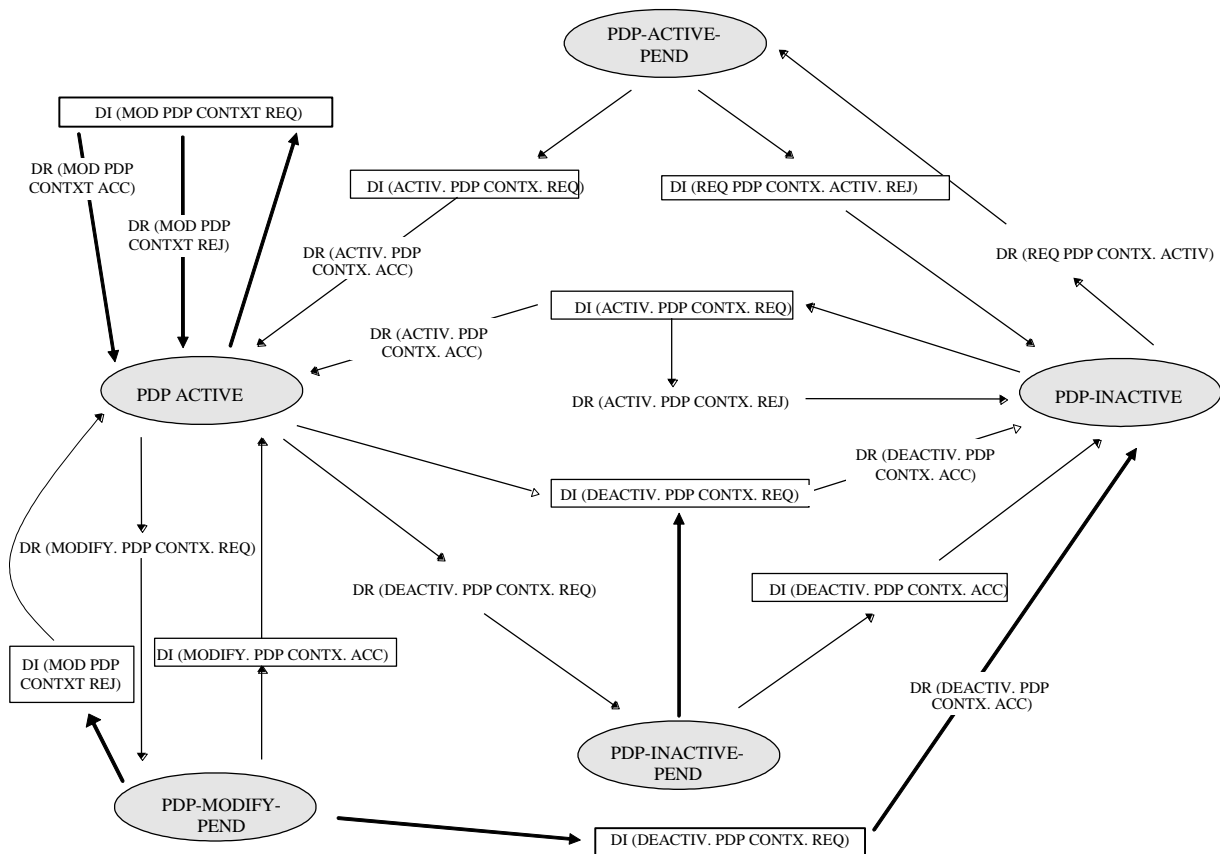 PDP-ACTIVE-
PEND
DI (MOD PDP CONTXT REQ)
DR (MOD PDP
CONTXT ACC)
DI (ACTIV. PDP CONTX. REQ)
DI (REQ PDP CONTX. ACTIV. REJ)
DR (MOD PDP
CONTXT REJ)
DR (ACTIV. PDP
CONTX. ACC)
DR (REQ PDP CONTX. ACTIV)
DI (ACTIV. PDP CONTX. REQ)
DR (ACTIV. PDP
CONTX. ACC)
PDP ACTIVE
PDP-INACTIVE
DR (ACTIV. PDP CONTX. REJ)
DR (DEACTIV. PDP
CONTX. ACC)
DI (DEACTIV. PDP CONTX. REQ)
DR (MODIFY. PDP CONTX. REQ)
DR (DEACTIV. PDP CONTX. REQ)
DI (DEACTIV. PDP CONTX. ACC)
DI (MOD PDP
CONTXT REJ)
DI (MODIFY. PDP CONTX. ACC)
DR (DEACTIV. PDP
CONTX. ACC)
PDP-INACTIVE-
PEND
PDP-MODIFY-
PEND
DI (DEACTIV. PDP CONTX. REQ)